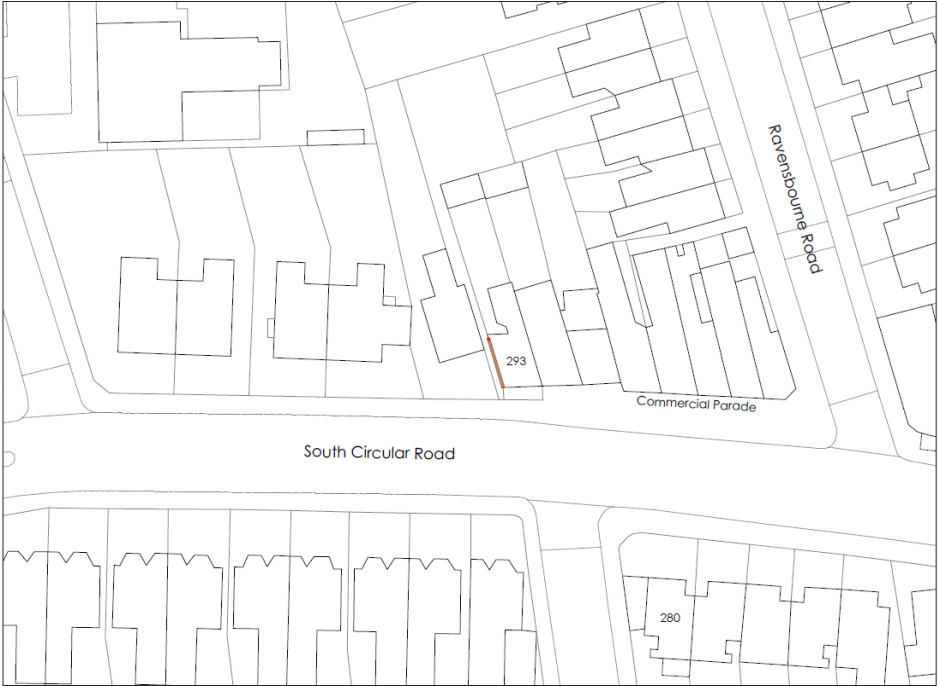 Ravensbourne Road
293
Commercial Parade
South Circular Road
280